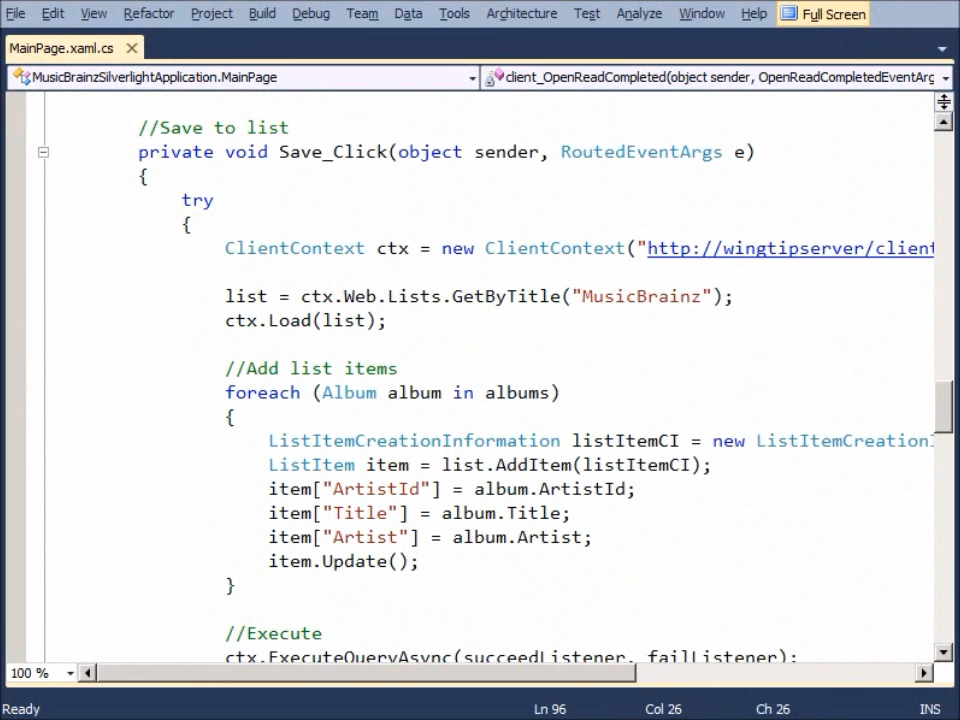 File Edit View Refactor Project Build Debug Team Data Tools Architecture Test Analyze Window Help Full Screen
MainPage.xaml.cs
MusicBrainzSilverlightApplication.MainPage client_OpenReadCompleted(object sender, OpenReadCompletedEventArg
//Save to list
private void Save_Click(object sender, RoutedEventArgs e)
{
try
{
ClientContext ctx = new ClientContext("http://wingtipserver/client
list = ctx.Web.Lists.GetByTitle("MusicBrainz");
ctx.Load(list);
//Add list items
foreach (Album album in albums)
{
ListItemCreationInformation listItemCI = new ListItemCreationI
ListItem item = list.AddItem(listItemCI);
item["ArtistId"] = album.ArtistId;
item["Title"] = album.Title;
item["Artist"] = album.Artist;
item.Update();
}
//Execute
ctx.ExecuteQueryAsync(succeedListener, failListener);
100 %
Ready Ln 96 Col 26 Ch 26 INS